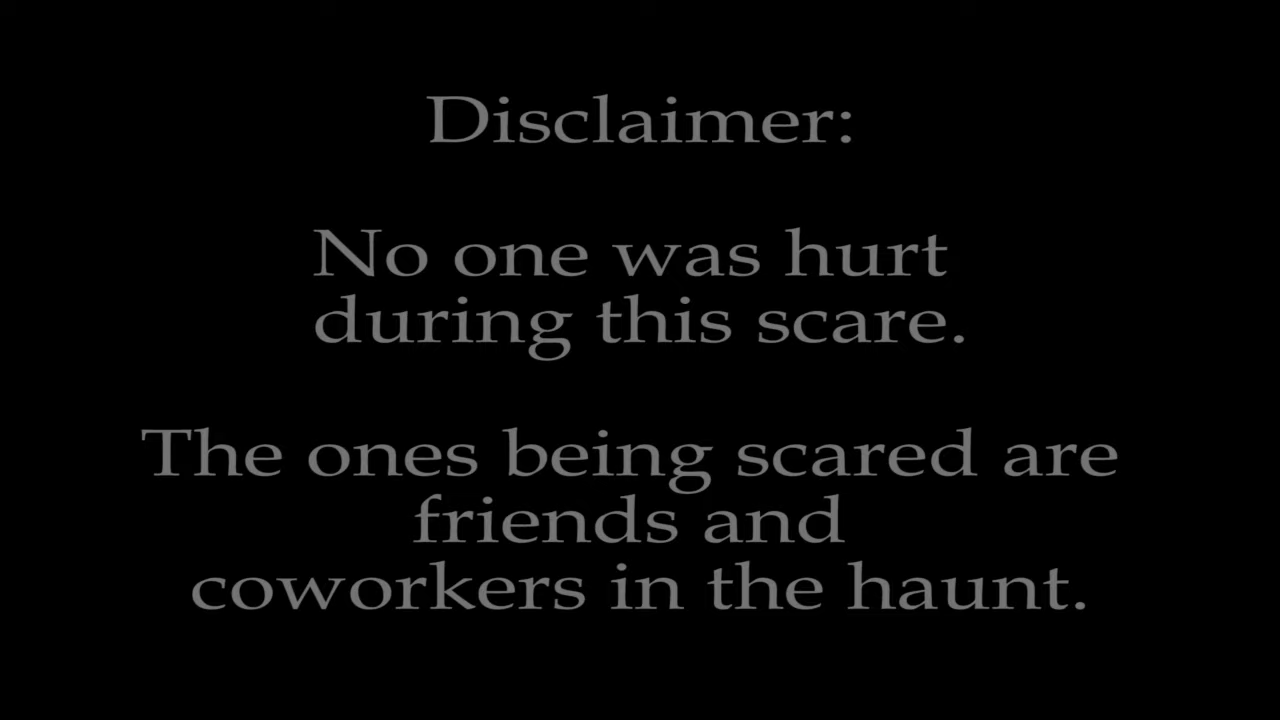 Disclaimer:
No one was hurt
during this scare.
The ones being scared are
friends and
coworkers in the haunt.